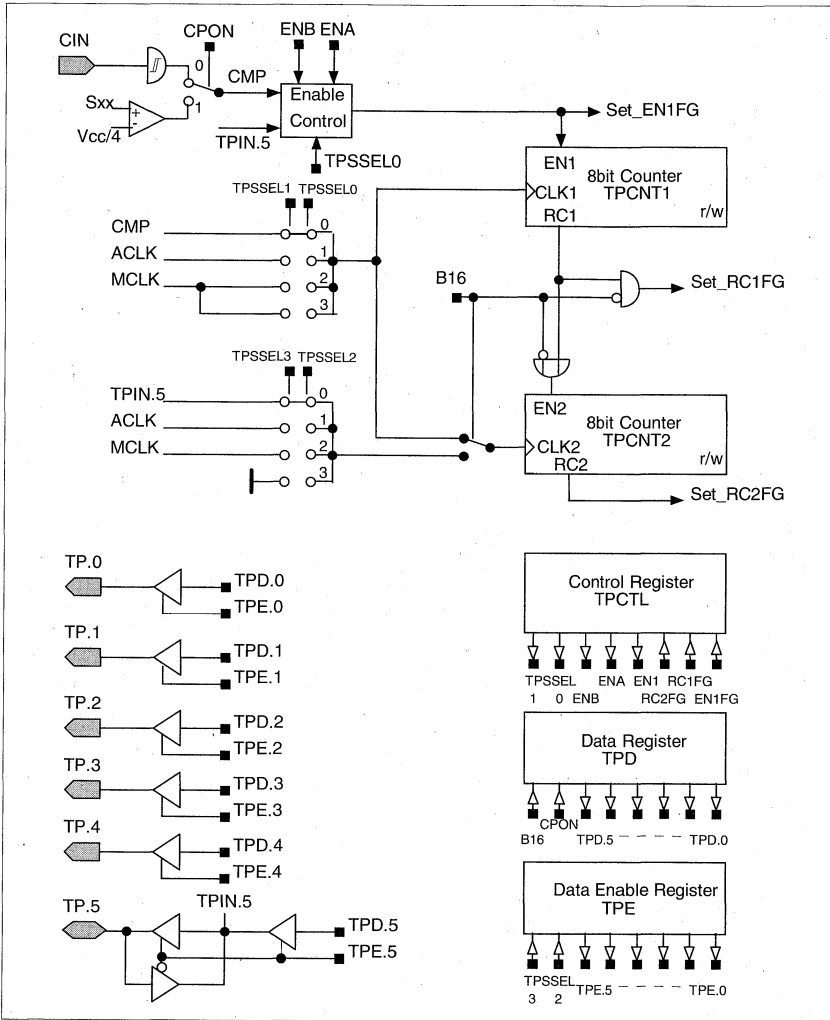 CIN
CPON
ENB ENA
0
CMP
1
Sxx
+
-
Vcc/4
TPIN.5
Enable
Control
TPSSEL0
Set_EN1FG
EN1
8bit Counter
TPCNT1
CLK1
RC1
r/w
TPSSEL1 TPSSEL0
CMP
0
ACLK
1
MCLK
2
3
B16
Set_RC1FG
TPSSEL3 TPSSEL2
TPIN.5
0
ACLK
1
MCLK
2
3
EN2
8bit Counter
TPCNT2
CLK2
RC2
r/w
Set_RC2FG
TP.0
TPD.0
TPE.0
TP.1
TPD.1
TPE.1
TP.2
TPD.2
TPE.2
TP.3
TPD.3
TPE.3
TP.4
TPD.4
TPE.4
TP.5
TPIN.5
TPD.5
TPE.5
Control Register
TPCTL
TPSSEL ENA EN1 RC1FG
1 0 ENB RC2FG EN1FG
Data Register
TPD
CPON
B16 TPD.5 – – – – TPD.0
Data Enable Register
TPE
TPSSEL TPE.5 – – – – TPE.0
3 2